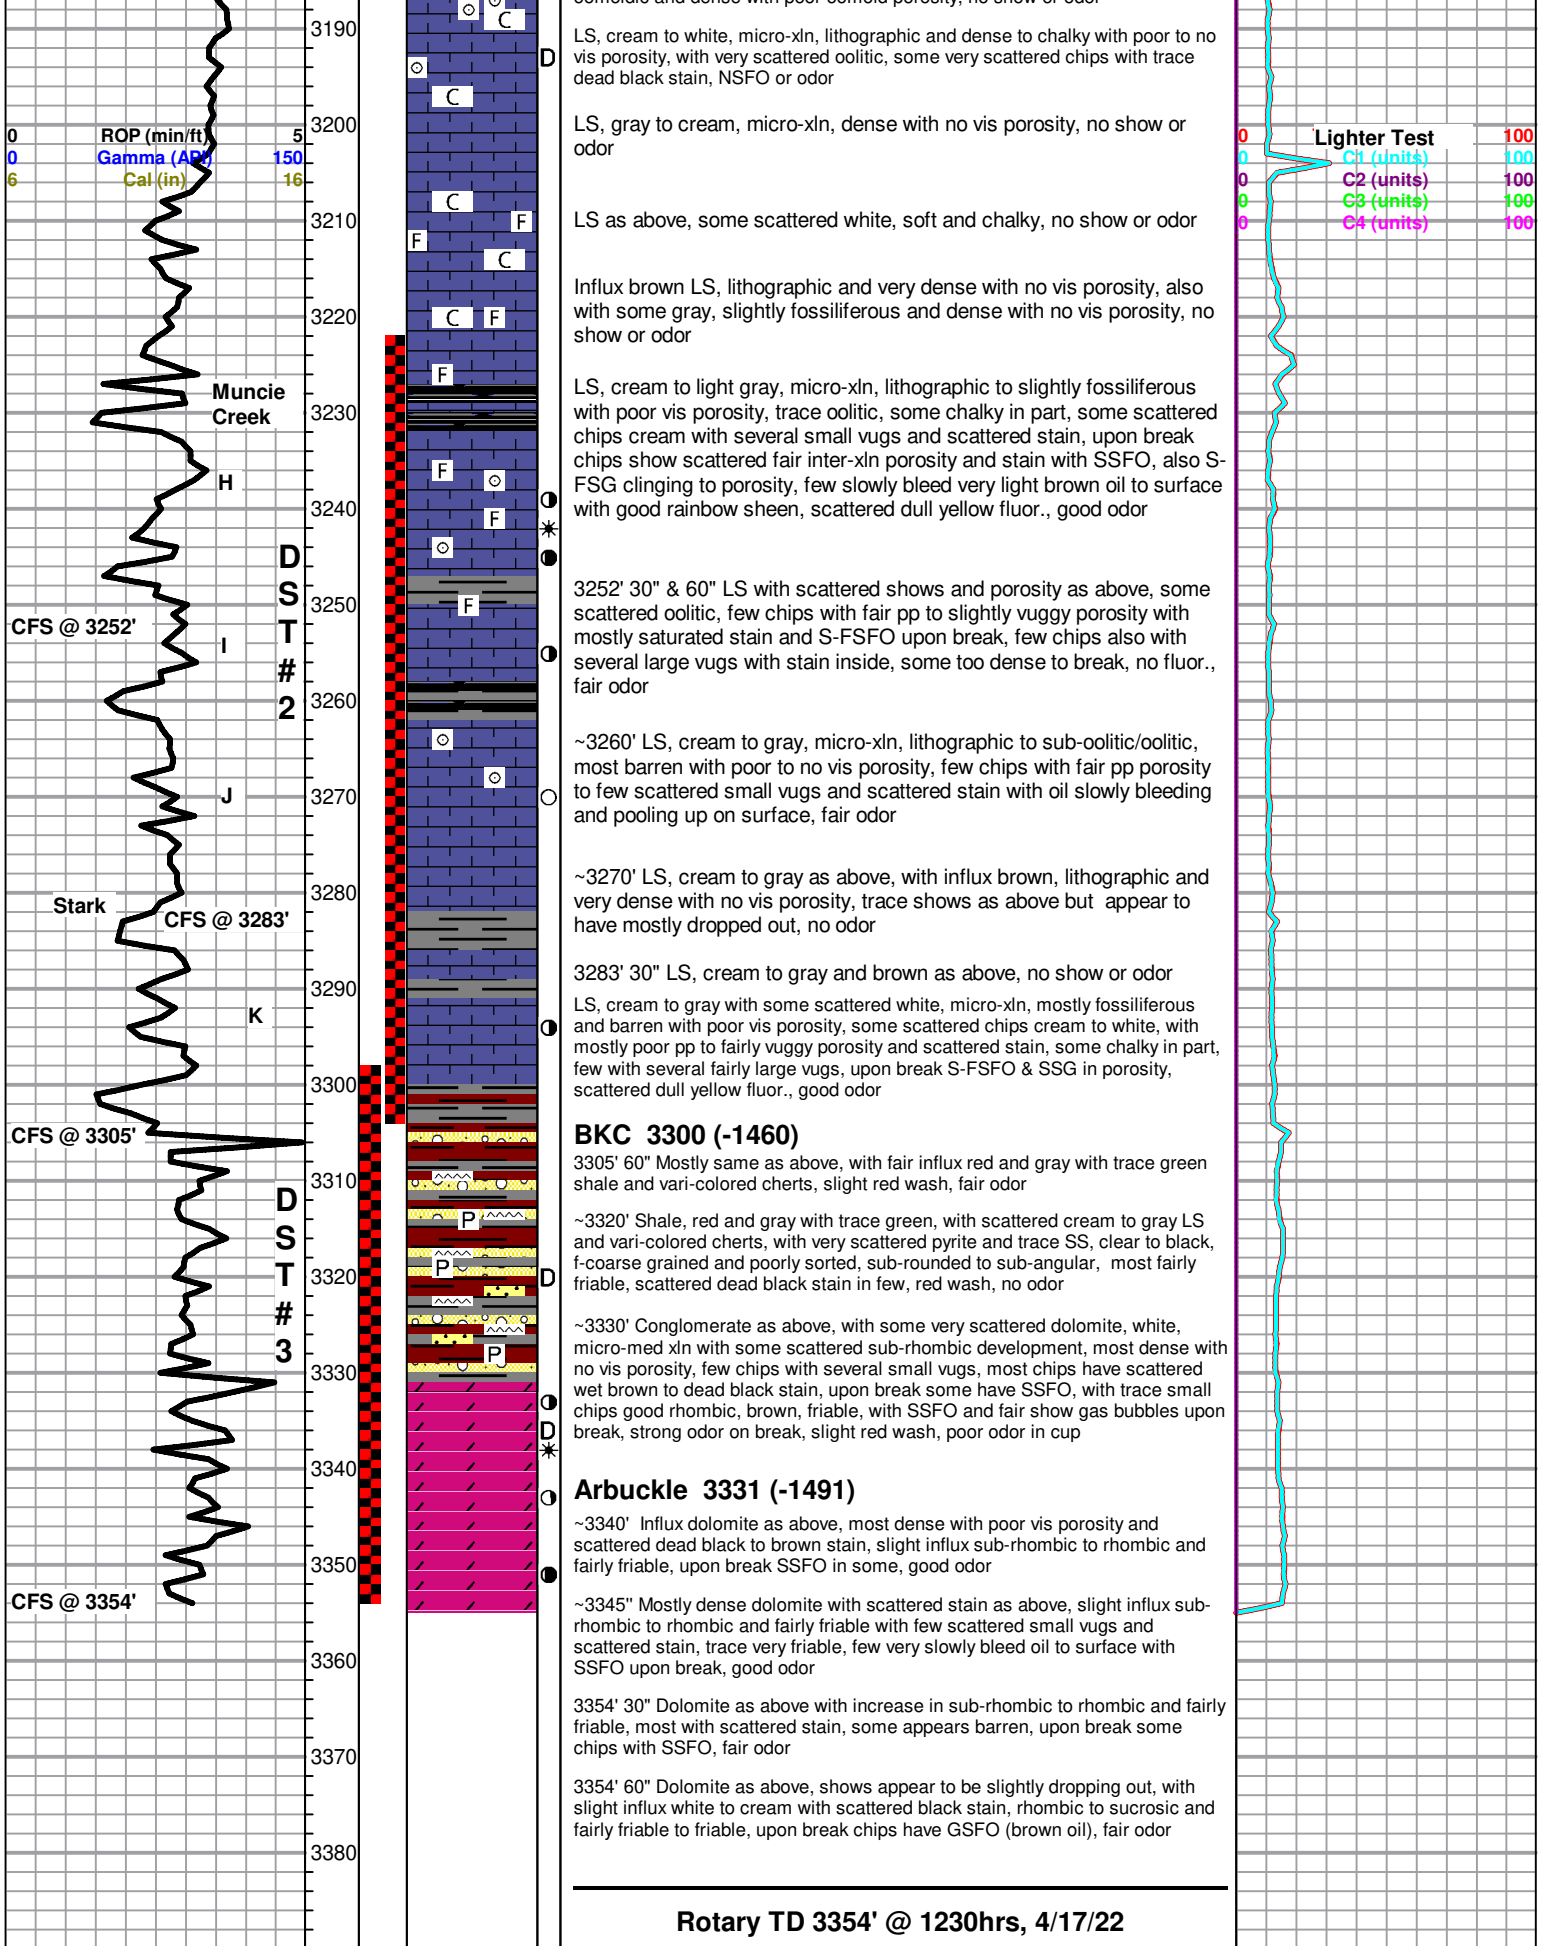 LS, cream to white, micro-xln, lithographic and dense to chalky with poor to no
vis porosity, with very scattered oolitic, some very scattered chips with trace
dead black stain, NSFO or odor
LS, gray to cream, micro-xln, dense with no vis porosity, no show or
odor
LS as above, some scattered white, soft and chalky, no show or odor
Influx brown LS, lithographic and very dense with no vis porosity, also
with some gray, slightly fossiliferous and dense with no vis porosity, no
show or odor
LS, cream to light gray, micro-xln, lithographic to slightly fossiliferous
with poor vis porosity, trace oolitic, some chalky in part, some scattered
chips cream with several small vugs and scattered stain, upon break
chips show scattered fair inter-xln porosity and stain with SSFO, also S-
FSG clinging to porosity, few slowly bleed very light brown oil to surface
with good rainbow sheen, scattered dull yellow fluor., good odor
3252' 30" & 60" LS with scattered shows and porosity as above, some
scattered oolitic, few chips with fair pp to slightly vuggy porosity with
mostly saturated stain and S-FSFO upon break, few chips also with
several large vugs with stain inside, some too dense to break, no fluor.,
fair odor
~3260' LS, cream to gray, micro-xln, lithographic to sub-oolitic/oolitic,
most barren with poor to no vis porosity, few chips with fair pp porosity
to few scattered small vugs and scattered stain with oil slowly bleeding
and pooling up on surface, fair odor
~3270' LS, cream to gray as above, with influx brown, lithographic and
very dense with no vis porosity, trace shows as above but appear to
have mostly dropped out, no odor
3283' 30" LS, cream to gray and brown as above, no show or odor
LS, cream to gray with some scattered white, micro-xln, mostly fossiliferous
and barren with poor vis porosity, some scattered chips cream to white, with
mostly poor pp to fairly vuggy porosity and scattered stain, some chalky in part,
few with several fairly large vugs, upon break S-FSFO & SSG in porosity,
scattered dull yellow fluor., good odor
BKC 3300 (-1460)
3305' 60" Mostly same as above, with fair influx red and gray with trace green
shale and vari-colored cherts, slight red wash, fair odor
~3320' Shale, red and gray with trace green, with scattered cream to gray LS
and vari-colored cherts, with very scattered pyrite and trace SS, clear to black,
f-coarse grained and poorly sorted, sub-rounded to sub-angular, most fairly
friable, scattered dead black stain in few, red wash, no odor
~3330' Conglomerate as above, with some very scattered dolomite, white,
micro-med xln with some scattered sub-rhombic development, most dense with
no vis porosity, few chips with several small vugs, most chips have scattered
wet brown to dead black stain, upon break some have SSFO, with trace small
chips good rhombic, brown, friable, with SSFO and fair show gas bubbles upon
break, strong odor on break, slight red wash, poor odor in cup
Arbuckle 3331 (-1491)
~3340' Influx dolomite as above, most dense with poor vis porosity and
scattered dead black to brown stain, slight influx sub-rhombic to rhombic and
fairly friable, upon break SSFO in some, good odor
~3345" Mostly dense dolomite with scattered stain as above, slight influx sub-
rhombic to rhombic and fairly friable with few scattered small vugs and
scattered stain, trace very friable, few very slowly bleed oil to surface with
SSFO upon break, good odor
3354' 30" Dolomite as above with increase in sub-rhombic to rhombic and fairly
friable, most with scattered stain, some appears barren, upon break some
chips with SSFO, fair odor
3354' 60" Dolomite as above, shows appear to be slightly dropping out, with
slight influx white to cream with scattered black stain, rhombic to sucrosic and
fairly friable to friable, upon break chips have GSFO (brown oil), fair odor
Rotary TD 3354' @ 1230hrs, 4/17/22
0 ROP (min/ft) 5
0 Gamma (API) 150
6 Cal (in) 16
Muncie
Creek
H
CFS @ 3252'
I
D
S
T
#
2
J
Stark
CFS @ 3283'
K
CFS @ 3305'
D
S
T
#
3
CFS @ 3354'
3190
3200
3210
3220
3230
3240
3250
3260
3270
3280
3290
3300
3310
3320
3330
3340
3350
3360
3370
3380
C
C
C
F
F
C
C F
F
F
F
F
P
P
P
D
D
D
Lighter Test
0 100
0 C1 (units) 100
0 C2 (units) 100
0 C3 (units) 100
0 C4 (units) 100